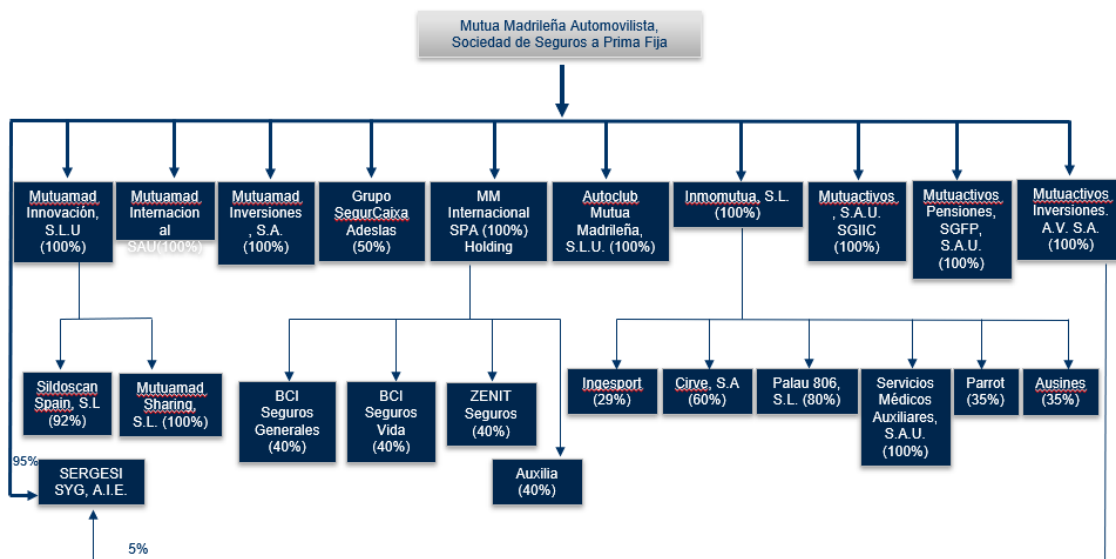 Mutua Madrileña Automovilista,
Sociedad de Seguros a Prima Fija
Mutuamad
Innovación,
S.L.U
(100%)
Mutuamad
Internacion
al
SAU(100%)
Mutuamad
Inversiones
, S.A.
(100%)
Grupo
SegurCaixa
Adeslas
(50%)
MM
Internacional
SPA (100%)
Holding
Autoclub
Mutua
Madrileña,
S.L.U. (100%)
Inmomutua, S.L.
(100%)
Mutuactivos
, S.A.U.
SGIIC
(100%)
Mutuactivos
Pensiones,
SGFP,
S.A.U.
(100%)
Mutuactivos
Inversiones.
A.V. S.A.
(100%)
Sildoscan
Spain, S.L
(92%)
Mutuamad
Sharing,
S.L. (100%)
BCI
Seguros
Generales
(40%)
BCI
Seguros
Vida
(40%)
ZENIT
Seguros
(40%)
Auxilia
(40%)
Ingesport
(29%)
Cirve, S.A
(60%)
Palau 806,
S.L. (80%)
Servicios
Médicos
Auxiliares,
S.A.U.
(100%)
Parrot
(35%)
Ausines
(35%)
95%
SERGESI
SYG, A.I.E.
5%